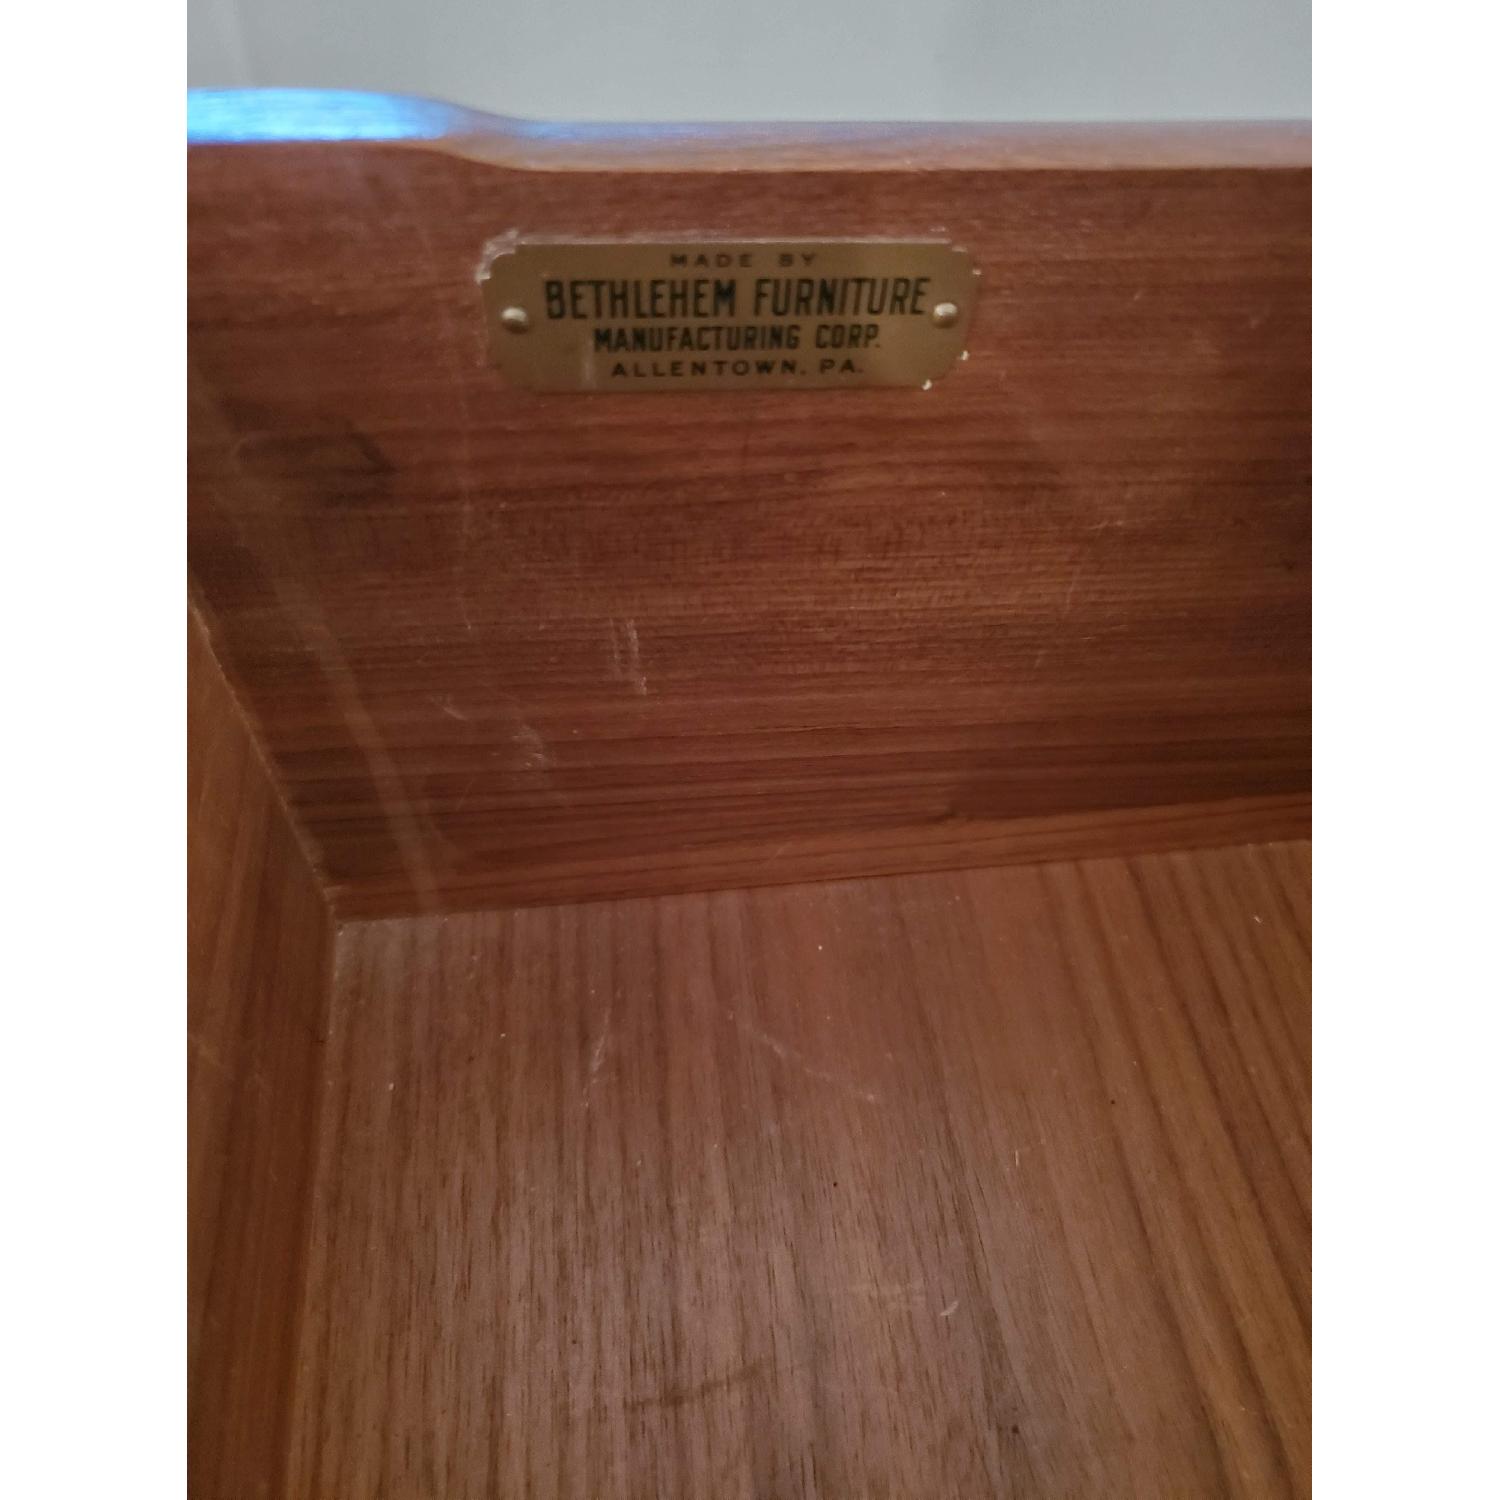 MADE BY
BETHLEHEM FURNITURE
MANUFACTURING CORP.
ALLENTOWN, PA.